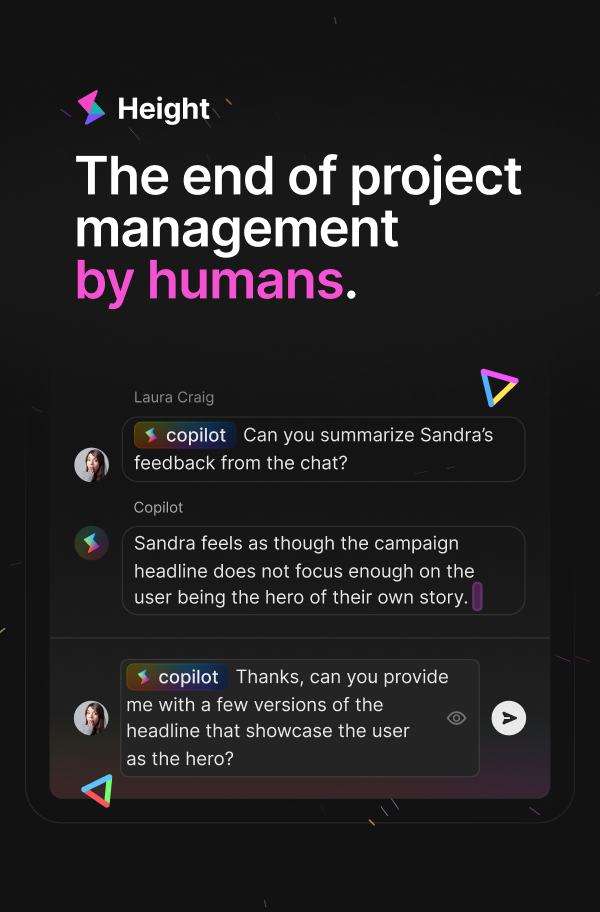 Height
The end of project
management
by humans.
Laura Craig
copilot Can you summarize Sandra’s
feedback from the chat?
Copilot
Sandra feels as though the campaign
headline does not focus enough on the
user being the hero of their own story.
copilot Thanks, can you provide
me with a few versions of the
headline that showcase the user
as the hero?